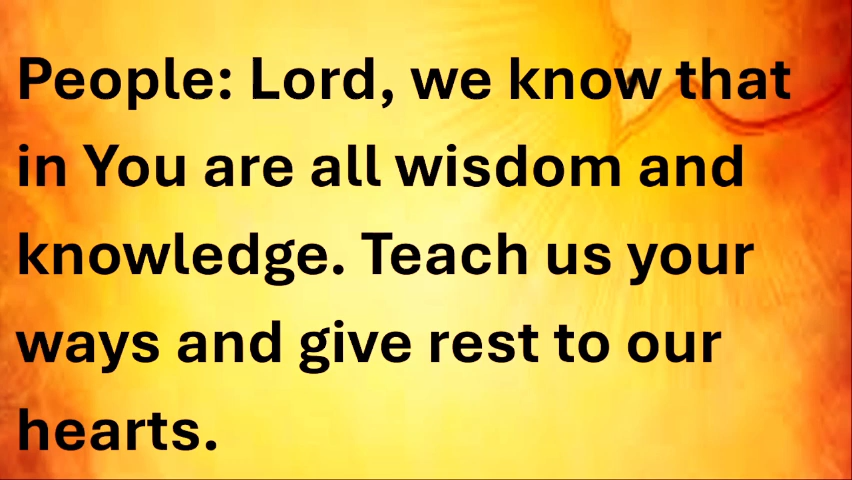 People: Lord, we know that
in You are all wisdom and
knowledge. Teach us your
ways and give rest to our
hearts.